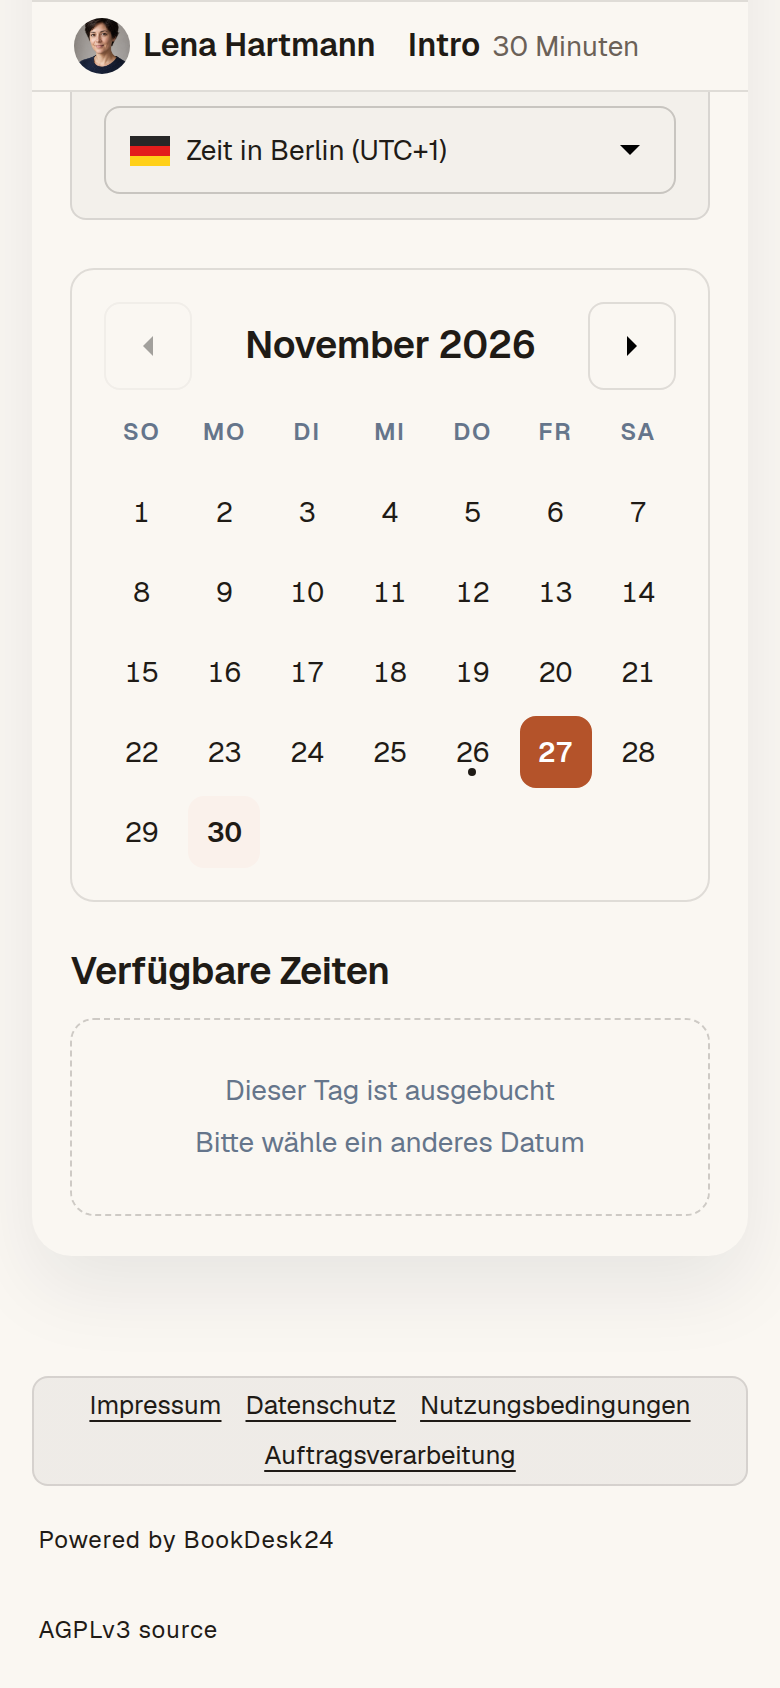 Lena Hartmann Intro 30 Minuten
Zeit in Berlin (UTC+1)
November 2026
SO MO DI MI DO FR SA
1 2 3 4 5 6 7
8 9 10 11 12 13 14
15 16 17 18 19 20 21
22 23 24 25 26 27 28
29 30
Verfügbare Zeiten
Dieser Tag ist ausgebucht
Bitte wähle ein anderes Datum
Impressum Datenschutz Nutzungsbedingungen
Auftragsverarbeitung
Powered by BookDesk24
AGPLv3 source